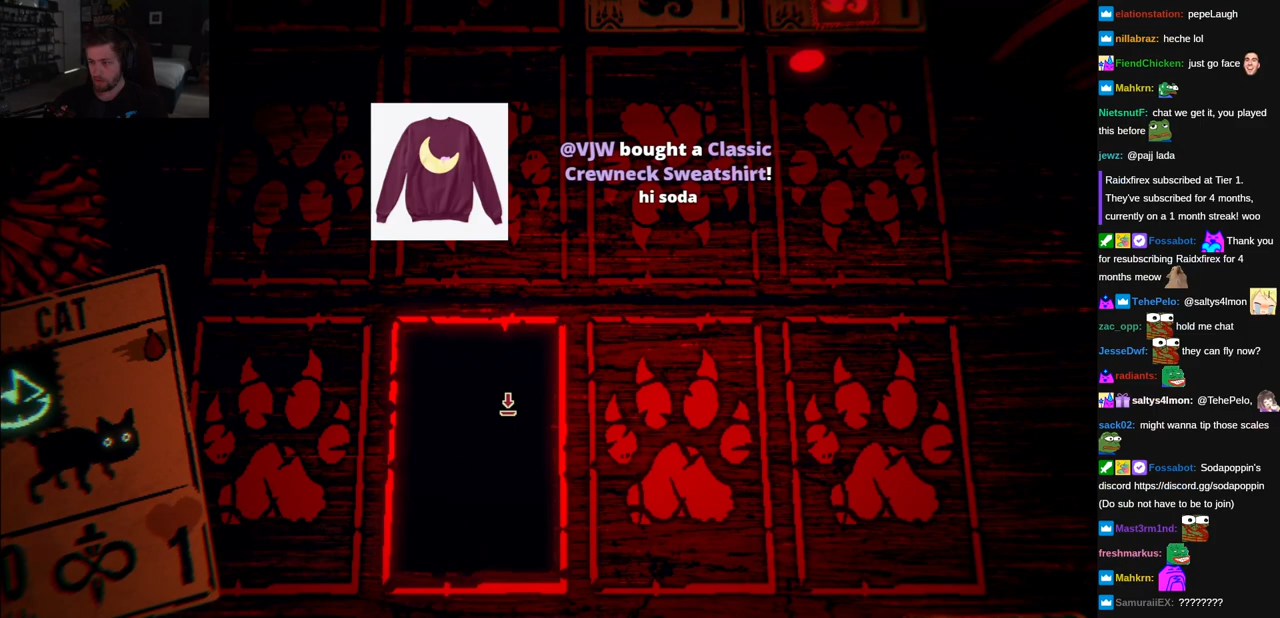 @VJW bought a Classic
Crewneck Sweatshirt!
hi soda
CAT
1
elationstation: pepeLaugh
nillabraz: heche lol
FiendChicken: just go face
Mahkrn:
NietsnutF: chat we get it, you played
this before
jewz: @pajj lada
Raidxfirex subscribed at Tier 1.
They've subscribed for 4 months,
currently on a 1 month streak! woo
Fossabot: Thank you
for resubscribing Raidxfirex for 4
months meow
TehePelo: @saltys4lmon
zac_opp: hold me chat
JesseDwf: they can fly now?
radiants:
saltys4lmon: @TehePelo,
sack02: might wanna tip those scales
Fossabot: Sodapoppin's
discord https://discord.gg/sodapoppin
(Do sub not have to be to join)
Mast3rm1nd:
freshmarkus:
Mahkrn:
SamuraiiEX: ????????